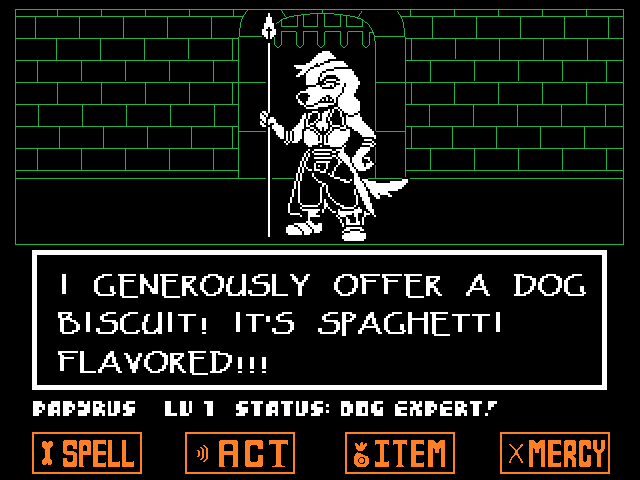 I GENEROUSLY OFFER A DOG
BISCUIT! IT'S SPAGHETTI
FLAVORED!!!
PAPYRUS LV 1 STATUS: DOG EXPERT!
SPELL ACT ITEM MERCY